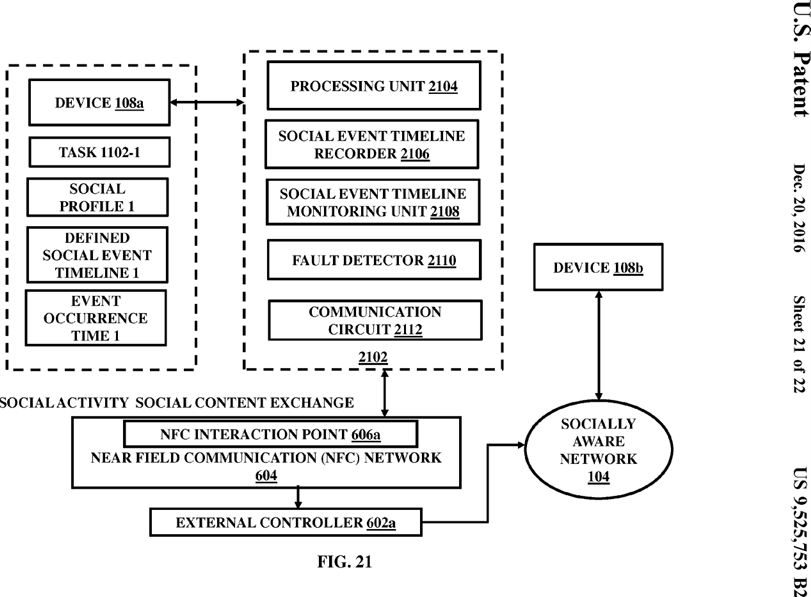 U.S. Patent
Dec. 20, 2016
Sheet 21 of 22
US 9,525,753 B2
DEVICE 108a
TASK 1102-1
SOCIAL
PROFILE 1
DEFINED
SOCIAL EVENT
TIMELINE 1
EVENT
OCCURRENCE
TIME 1
PROCESSING UNIT 2104
SOCIAL EVENT TIMELINE
RECORDER 2106
SOCIAL EVENT TIMELINE
MONITORING UNIT 2108
FAULT DETECTOR 2110
COMMUNICATION
CIRCUIT 2112
2102
DEVICE 108b
SOCIAL ACTIVITY SOCIAL CONTENT EXCHANGE
NFC INTERACTION POINT 606a
NEAR FIELD COMMUNICATION (NFC) NETWORK
604
EXTERNAL CONTROLLER 602a
SOCIALLY
AWARE
NETWORK
104
FIG. 21